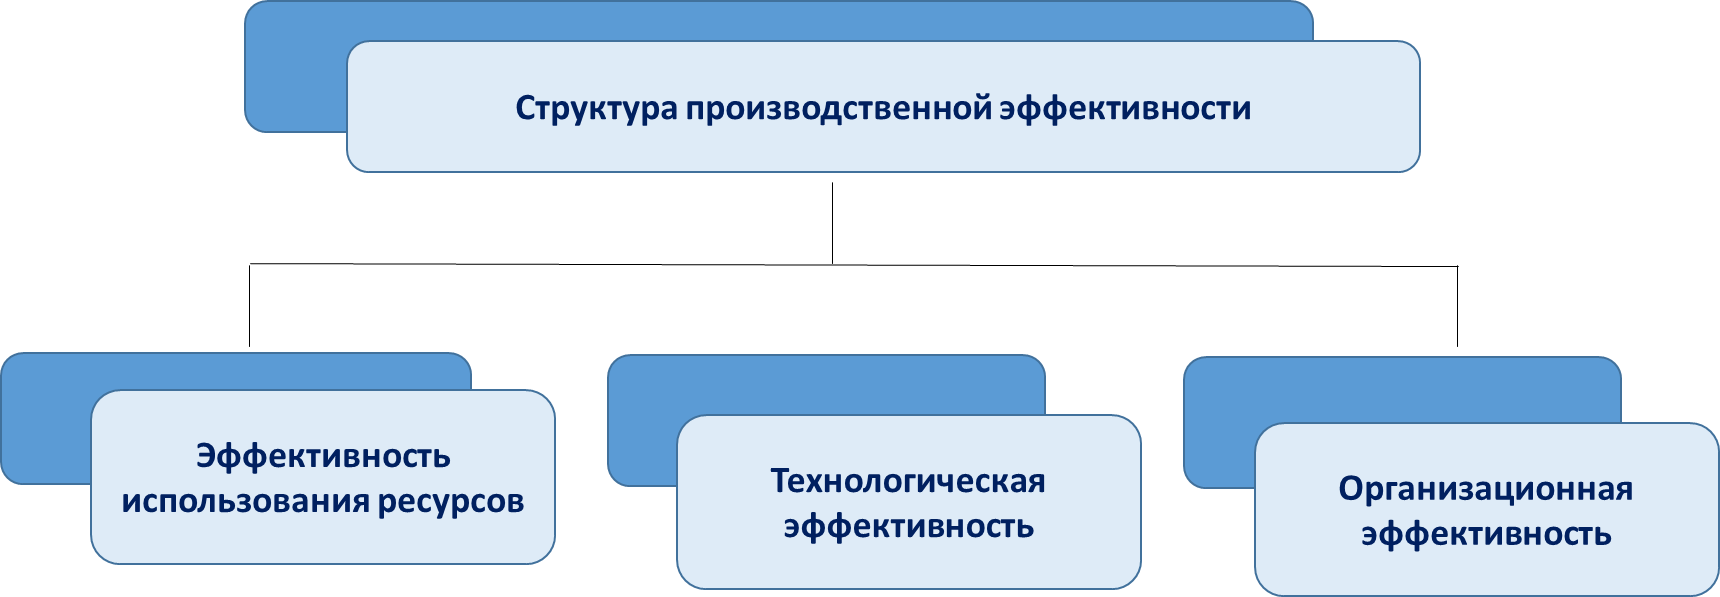 Структура производственной эффективности
Эффективность
использования ресурсов
Технологическая
эффективность
Организационная
эффективность